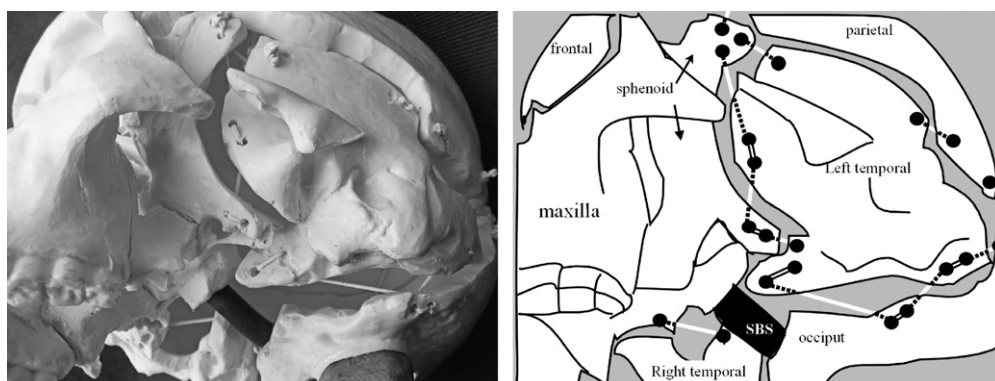 frontal
parietal
sphenoid
Left temporal
maxilla
SBS
occiput
Right temporal